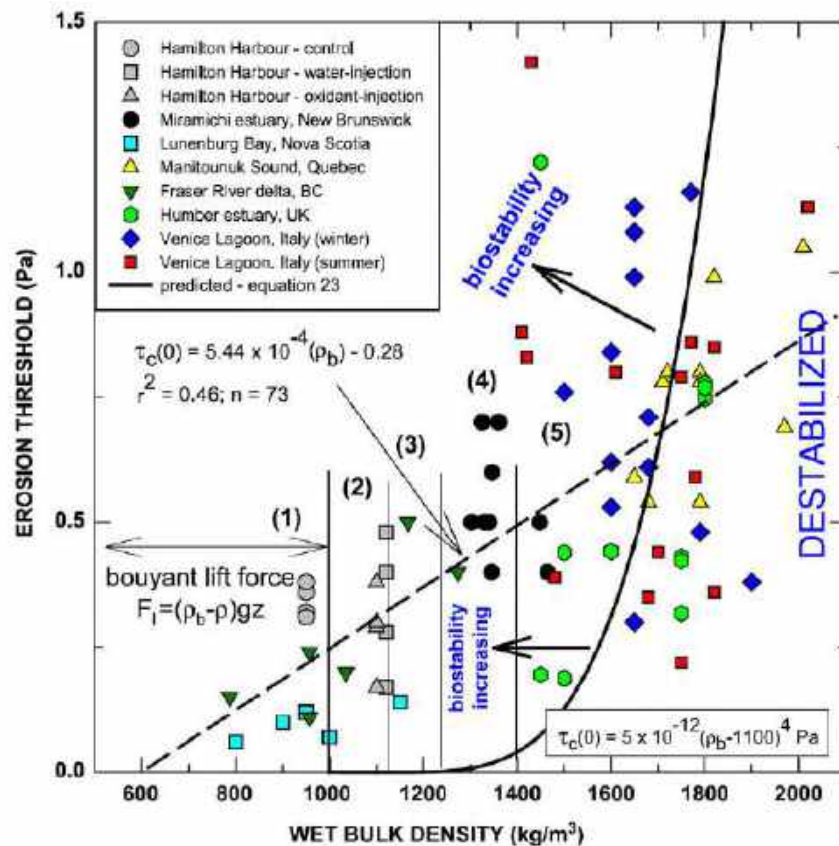 1.5
1.0
0.5
0.0
EROSION THRESHOLD (Pa)
Hamilton Harbour - control
Hamilton Harbour - water-injection
Hamilton Harbour - oxidant-injection
Miramichi estuary, New Brunswick
Lunenburg Bay, Nova Scotia
Manitounuk Sound, Quebec
Fraser River delta, BC
Humber estuary, UK
Venice Lagoon, Italy (winter)
Venice Lagoon, Italy (summer)
predicted - equation 23
biostability
increasing
τc(0) = 5.44 x 10⁻⁴(ρb) - 0.28
r² = 0.46; n = 73
(1)
(2)
(3)
(4)
(5)
bouyant lift force
Fl=(ρb-ρ)gz
biostability
increasing
DESTABILIZED
τc(0) = 5 x 10⁻¹²(ρb-1100)⁴ Pa
600 800 1000 1200 1400 1600 1800 2000
WET BULK DENSITY (kg/m³)